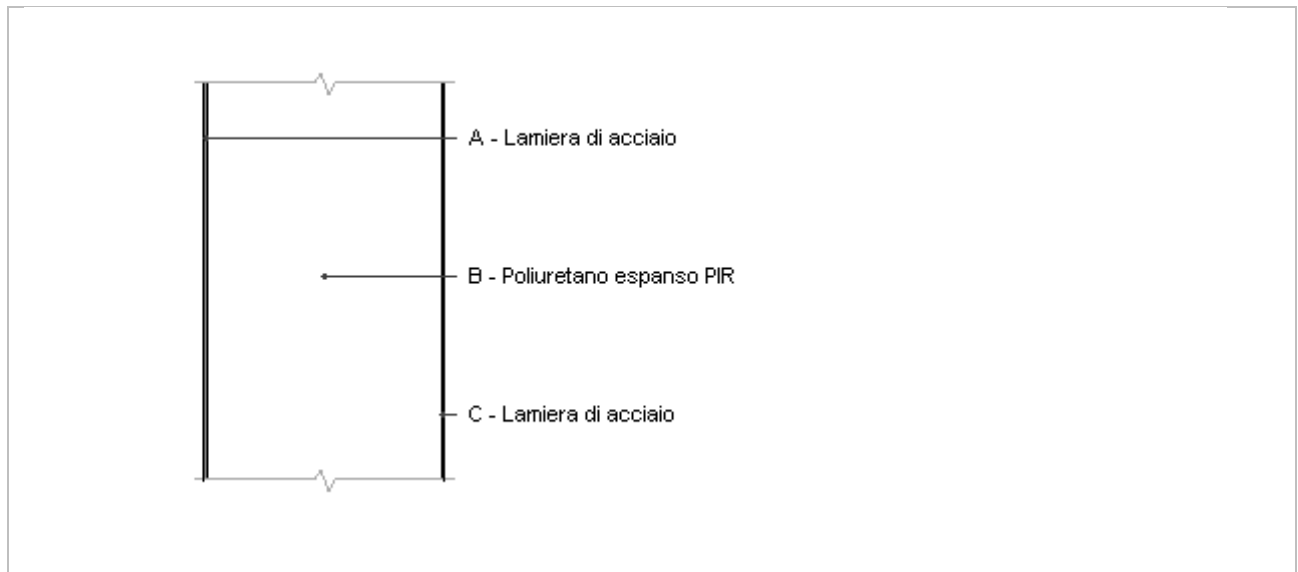 A - Lamiera di acciaio
B - Poliuretano espanso PIR
C - Lamiera di acciaio